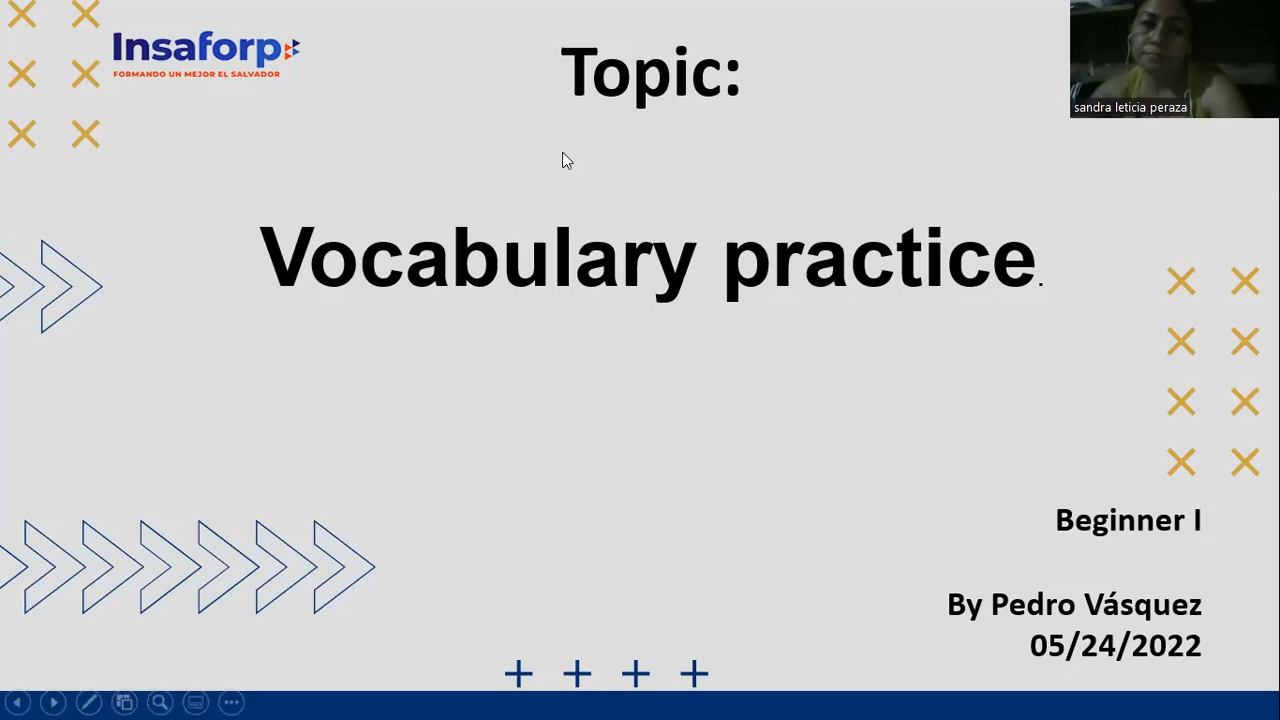 Insaforp
FORMANDO UN MEJOR EL SALVADOR
Topic:
sandra leticia peraza
Vocabulary practice.
Beginner I
By Pedro Vásquez
05/24/2022